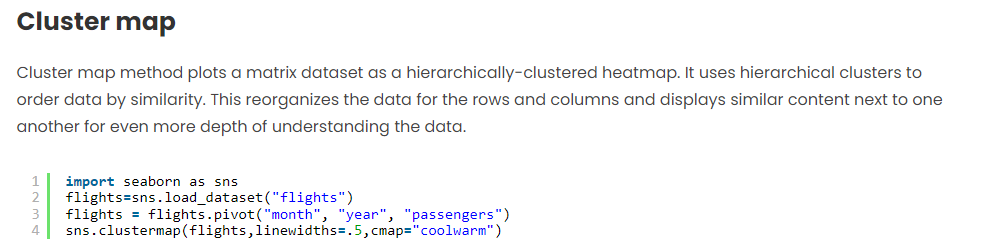 Cluster map
Cluster map method plots a matrix dataset as a hierarchically-clustered heatmap. It uses hierarchical clusters to
order data by similarity. This reorganizes the data for the rows and columns and displays similar content next to one
another for even more depth of understanding the data.
1 import seaborn as sns
2 flights=sns.load_dataset("flights")
3 flights = flights.pivot("month", "year", "passengers")
4 sns.clustermap(flights,linewidths=.5,cmap="coolwarm")